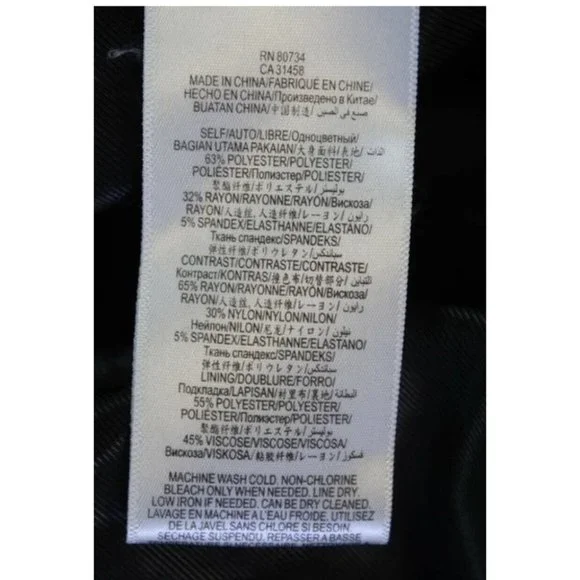 RN 80734
CA 31458
MADE IN CHINA/FABRIQUÉ EN CHINE/
HECHO EN CHINA/Произведено в Китае/
BUATAN CHINA/中国制造/صنع في الصين
SELF/AUTO/LIBRE/Одноцветный/
BAGIAN UTAMA PAKAIAN/大身面料/表地/الذات
63% POLYESTER/POLYESTER/
POLIÉSTER/Полиэстер/POLIESTER/
聚酯纤维/ポリエステル/بوليستر
32% RAYON/RAYONNE/RAYÓN/Вискоза/
RAYON/人造丝, 人造纤维/レーヨン/رايون
5% SPANDEX/ELASTHANNE/ELASTANO/
Ткань спандекс/SPANDEKS/
弹性纤维/ポリウレタン/سباندكس
CONTRAST/CONTRASTE/CONTRASTE/
Контраст/KONTRAS/撞色布/切替部分/التباين
65% RAYON/RAYONNE/RAYÓN/Вискоза/
RAYON/人造丝, 人造纤维/レーヨン/رايون
30% NYLON/NYLON/NILÓN/
Нейлон/NILON/尼龙/ナイロン/نيلون
5% SPANDEX/ELASTHANNE/ELASTANO/
Ткань спандекс/SPANDEKS/
弹性纤维/ポリウレタン/سباندكس
LINING/DOUBLURE/FORRO/
Подкладка/LAPISAN/材里布/裏地/البطانة
55% POLYESTER/POLYESTER/
POLIÉSTER/Полиэстер/POLIESTER/
聚酯纤维/ポリエステル/بوليستر
45% VISCOSE/VISCOSE/VISCOSA/
Вискоза/VISKOSA/黏胶纤维/レーヨン/فسكوز
MACHINE WASH COLD. NON-CHLORINE
BLEACH ONLY WHEN NEEDED. LINE DRY.
LOW IRON IF NEEDED. CAN BE DRY CLEANED.
LAVAGE EN MACHINE A L'EAU FROIDE. UTILISEZ
DE LA JAVEL SANS CHLORE SI BESOIN.
SECHAGE SUSPENDU. REPASSER A BASSE